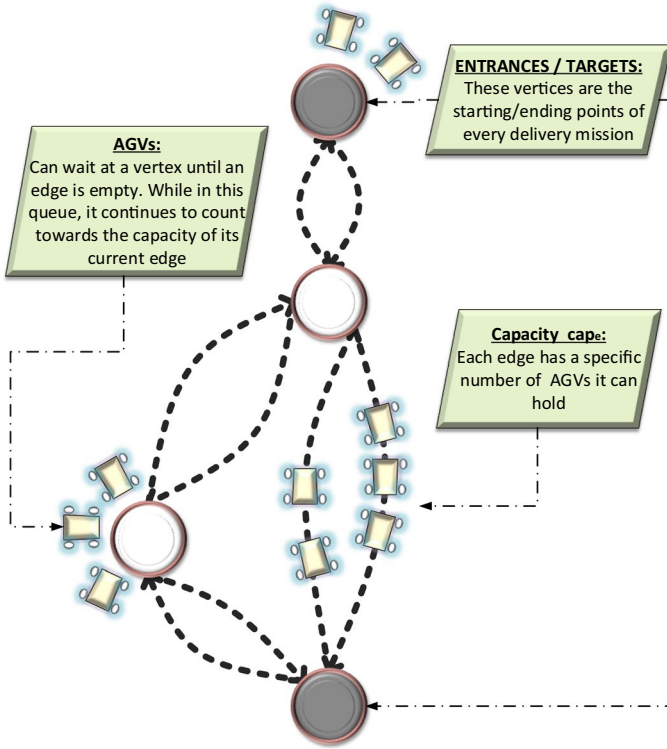 ENTRANCES / TARGETS:
These vertices are the
starting/ending points of
every delivery mission
AGVs:
Can wait at a vertex until an
edge is empty. While in this
queue, it continues to count
towards the capacity of its
current edge
Capacity cape:
Each edge has a specific
number of AGVs it can
hold